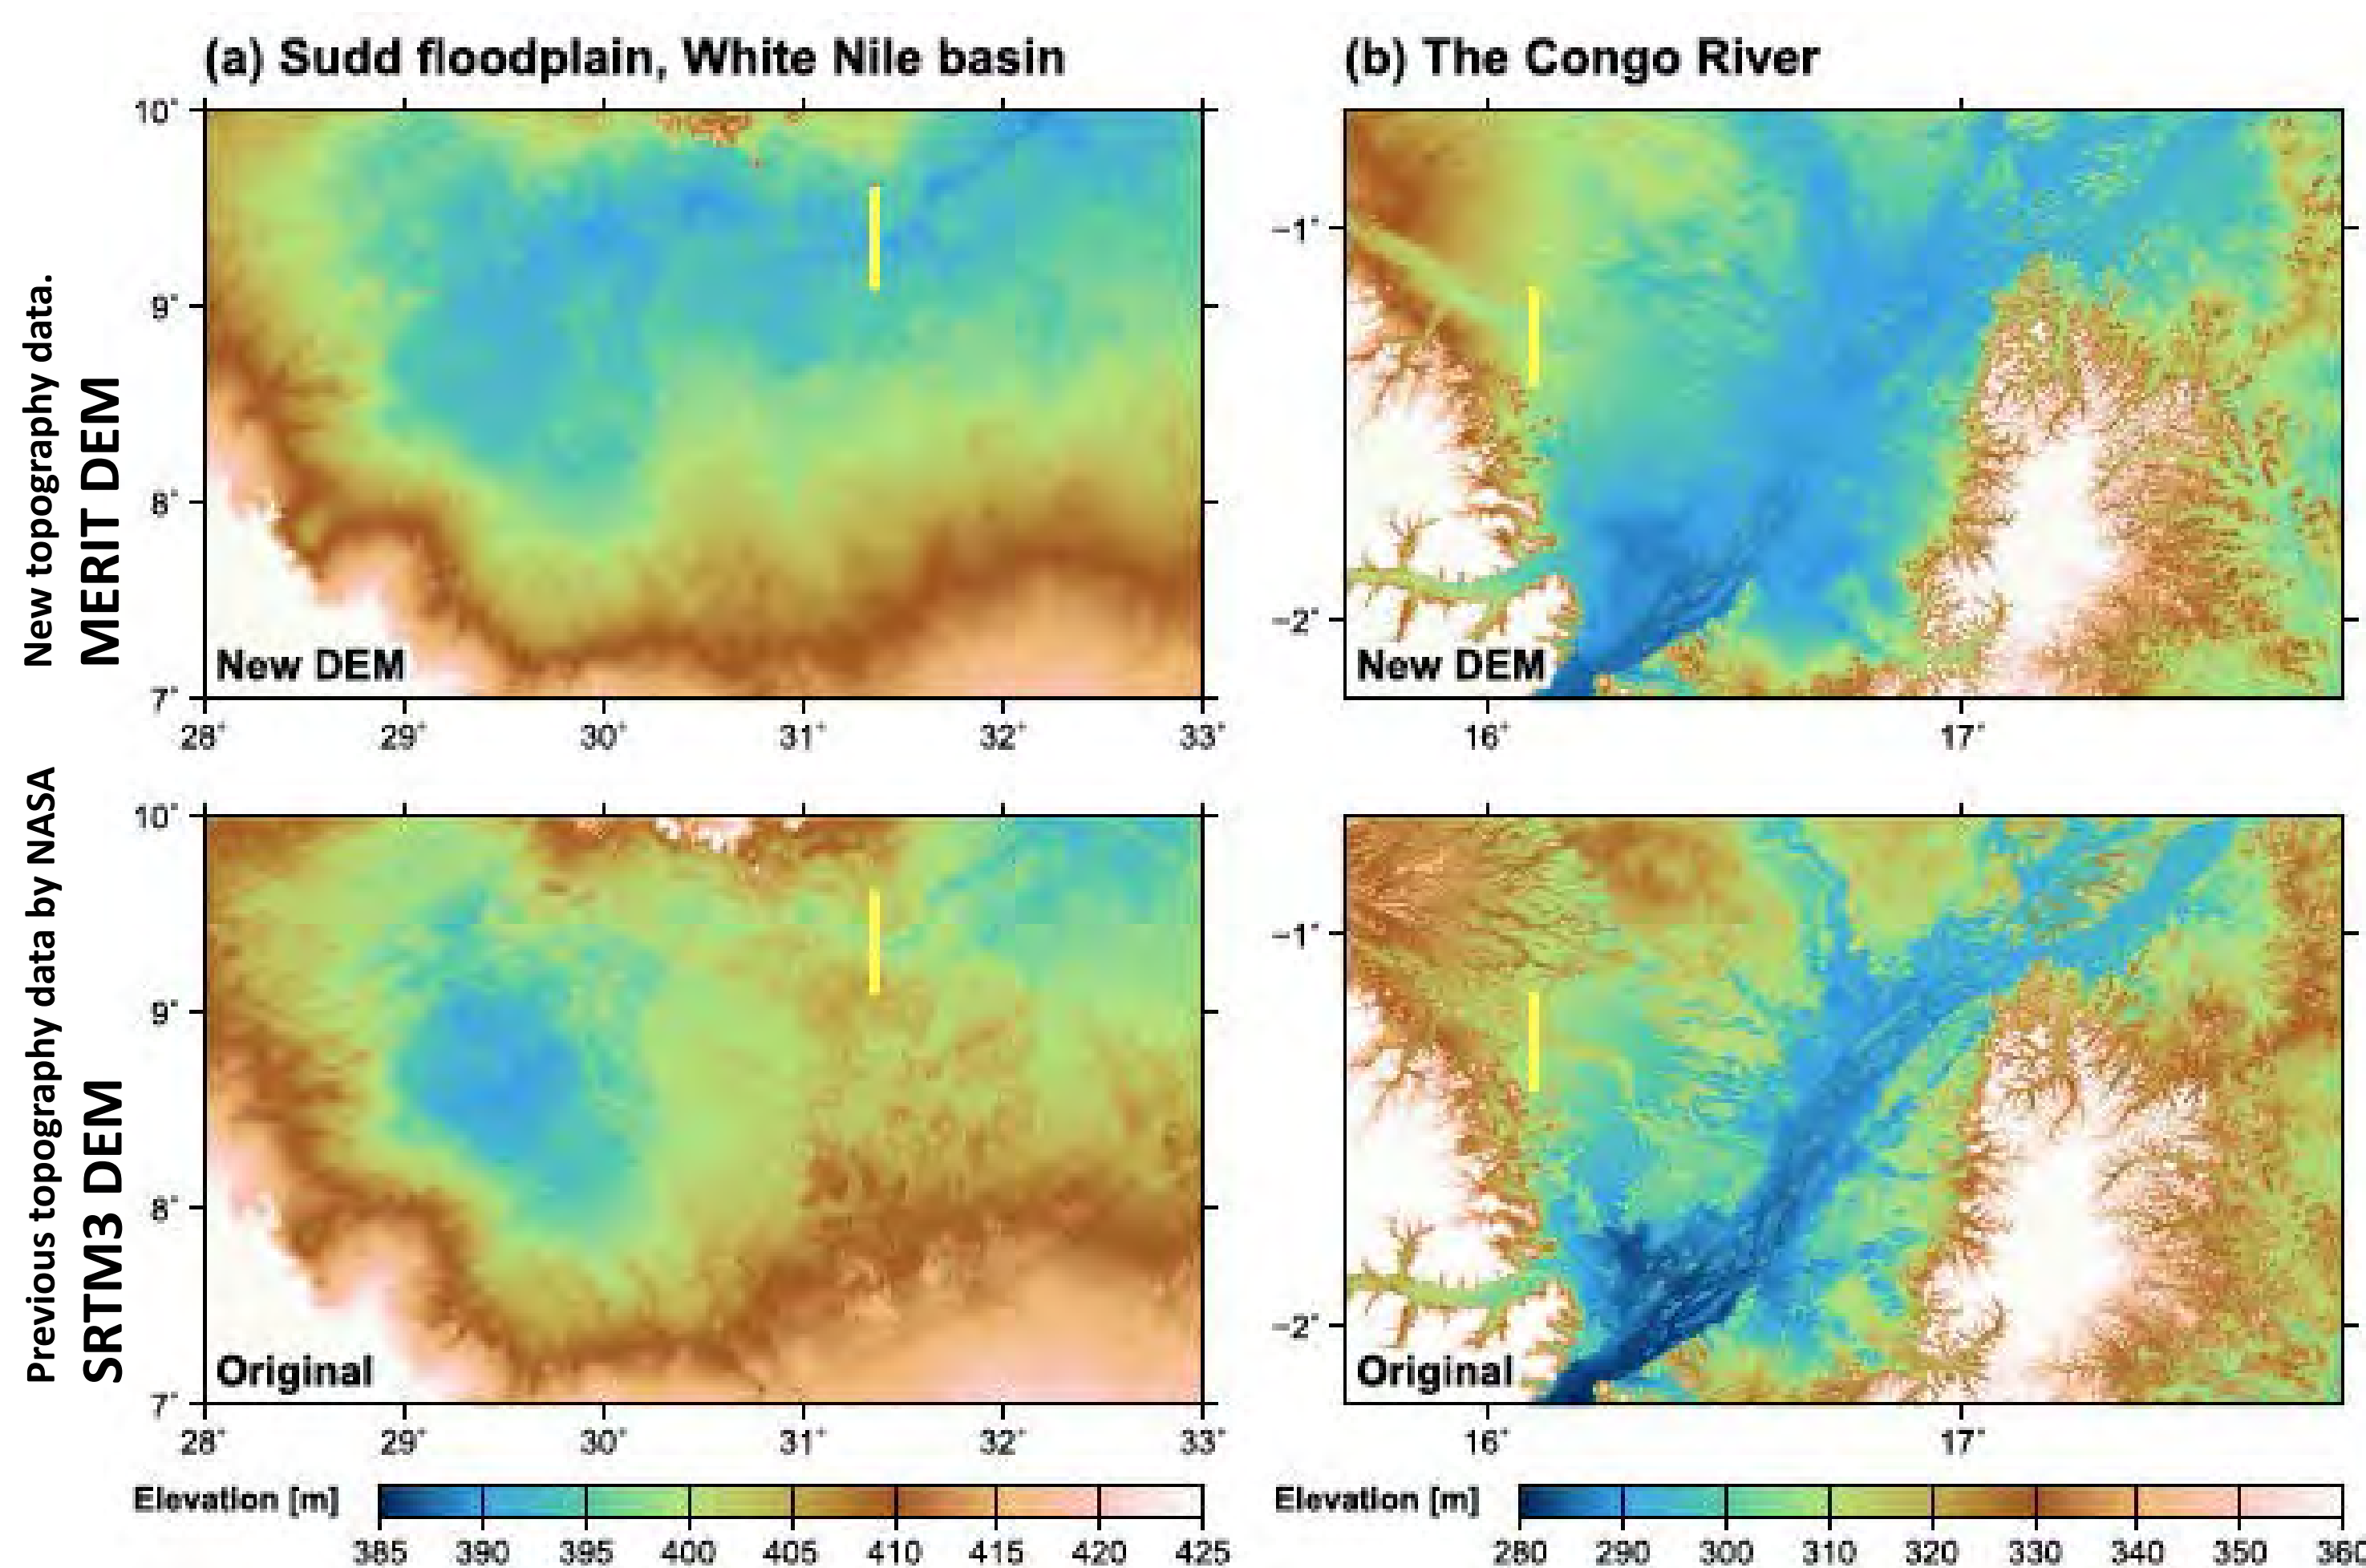 (a) Sudd floodplain, White Nile basin
(b) The Congo River
New topography data.
MERIT DEM
10°
9°
8°
7°
New DEM
28° 29° 30° 31° 32° 33°
−1°
−2°
New DEM
16° 17°
Previous topography data by NASA
SRTM3 DEM
10°
9°
8°
7°
Original
28° 29° 30° 31° 32° 33°
−1°
−2°
Original
16° 17°
Elevation [m]
385 390 395 400 405 410 415 420 425
Elevation [m]
280 290 300 310 320 330 340 350 360